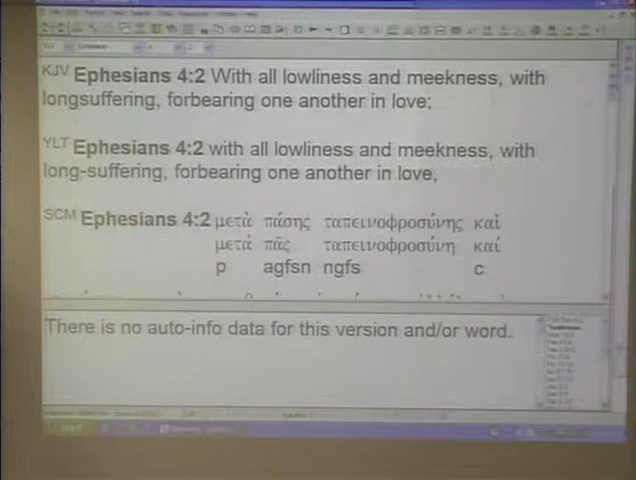 KJV Ephesians 4:2 With all lowliness and meekness, with
longsuffering, forbearing one another in love;
YLT Ephesians 4:2 with all lowliness and meekness, with
long-suffering, forbearing one another in love,
SCM Ephesians 4:2 μετὰ πάσης ταπεινοφροσύνης καὶ
μετά πᾶς ταπεινοφροσύνη καί
p agfsn ngfs c
There is no auto-info data for this version and/or word.